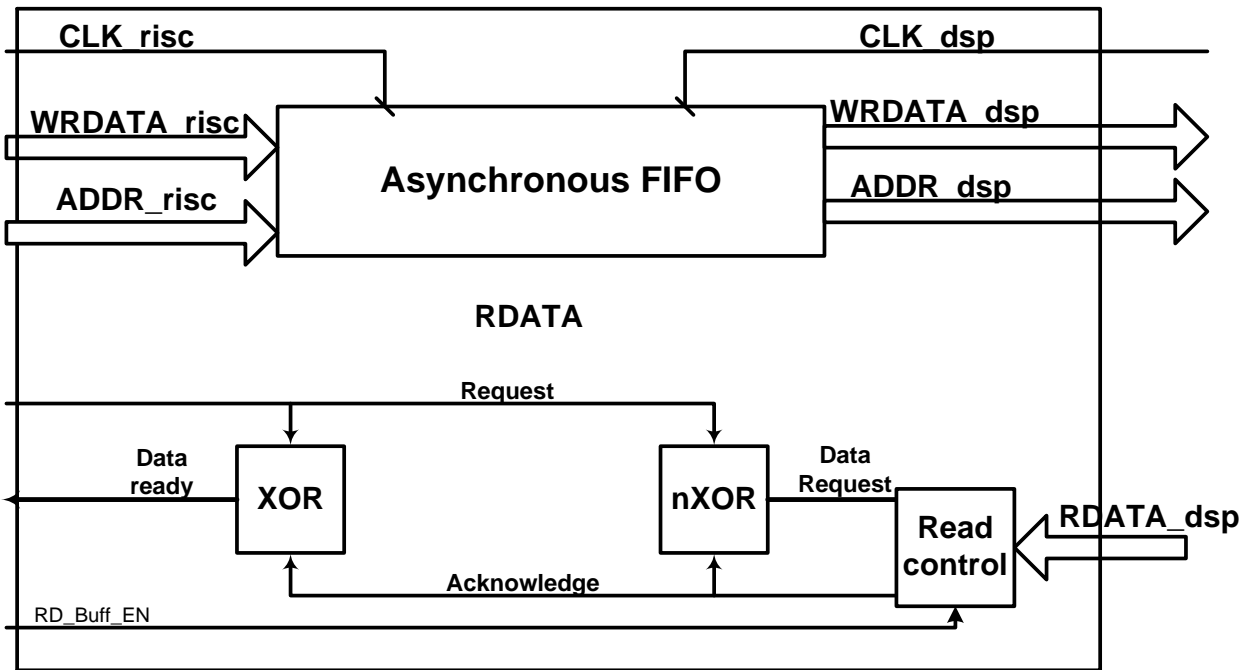 CLK_risc
CLK_dsp
WRDATA_risc
WRDATA_dsp
Asynchronous FIFO
ADDR_risc
ADDR_dsp
RDATA
Request
Data
ready
XOR
nXOR
Data
Request
Read
control
RDATA_dsp
Acknowledge
RD_Buff_EN